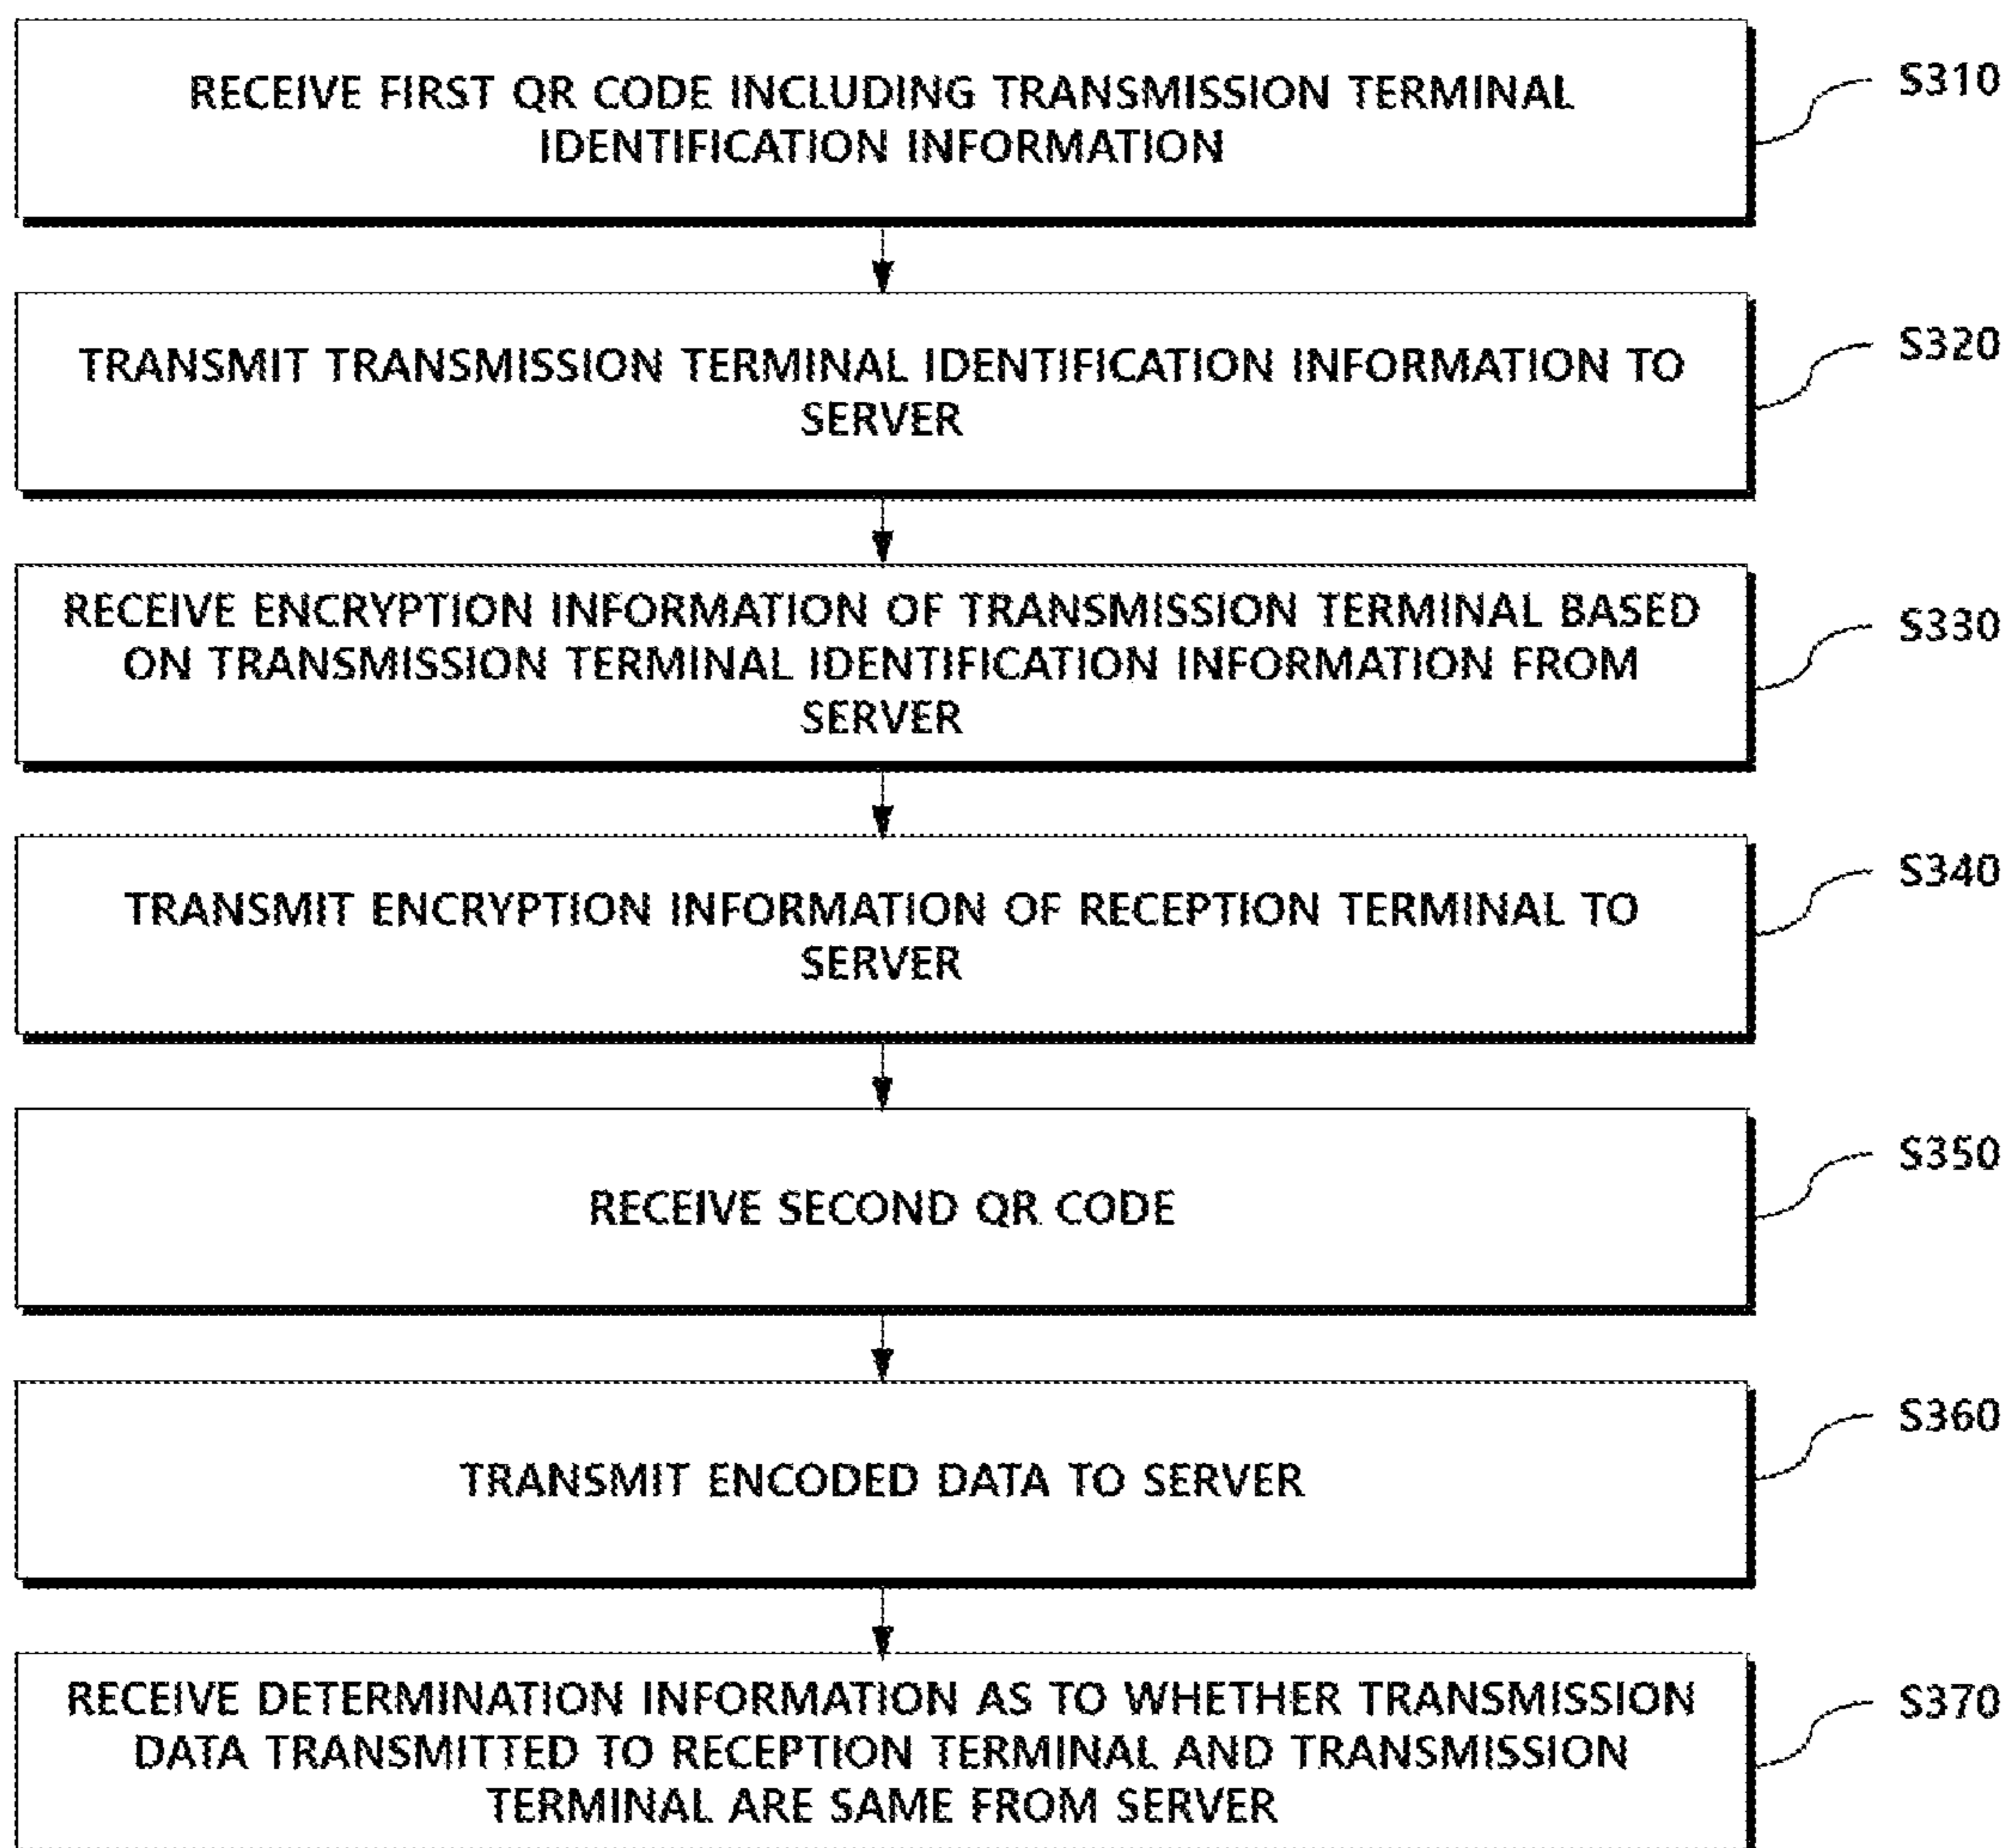 RECEIVE FIRST QR CODE INCLUDING TRANSMISSION TERMINAL
IDENTIFICATION INFORMATION
S310
TRANSMIT TRANSMISSION TERMINAL IDENTIFICATION INFORMATION TO
SERVER
S320
RECEIVE ENCRYPTION INFORMATION OF TRANSMISSION TERMINAL BASED
ON TRANSMISSION TERMINAL IDENTIFICATION INFORMATION FROM
SERVER
S330
TRANSMIT ENCRYPTION INFORMATION OF RECEPTION TERMINAL TO
SERVER
S340
RECEIVE SECOND QR CODE
S350
TRANSMIT ENCODED DATA TO SERVER
S360
RECEIVE DETERMINATION INFORMATION AS TO WHETHER TRANSMISSION
DATA TRANSMITTED TO RECEPTION TERMINAL AND TRANSMISSION
TERMINAL ARE SAME FROM SERVER
S370